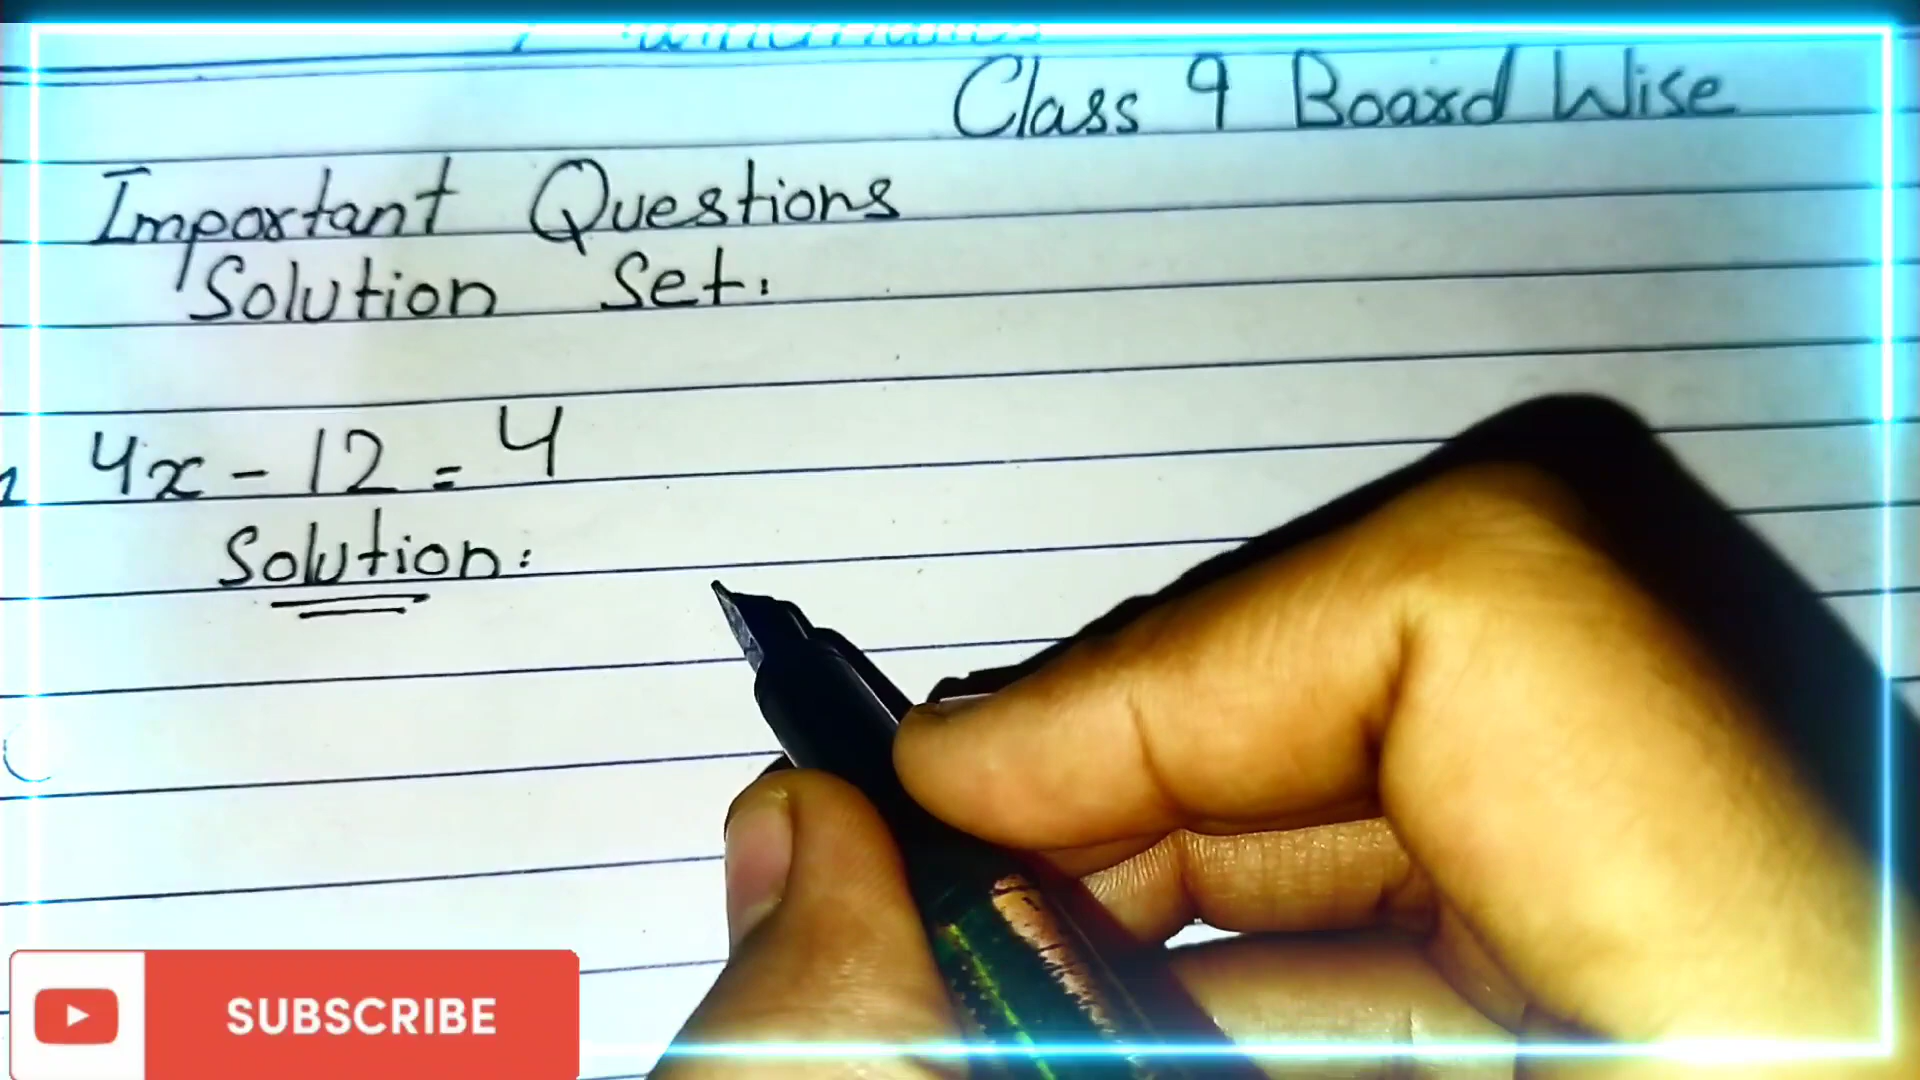 Class 9 Board Wise
Important Questions
Solution Set:
4x - 12 = 4
Solution:
SUBSCRIBE